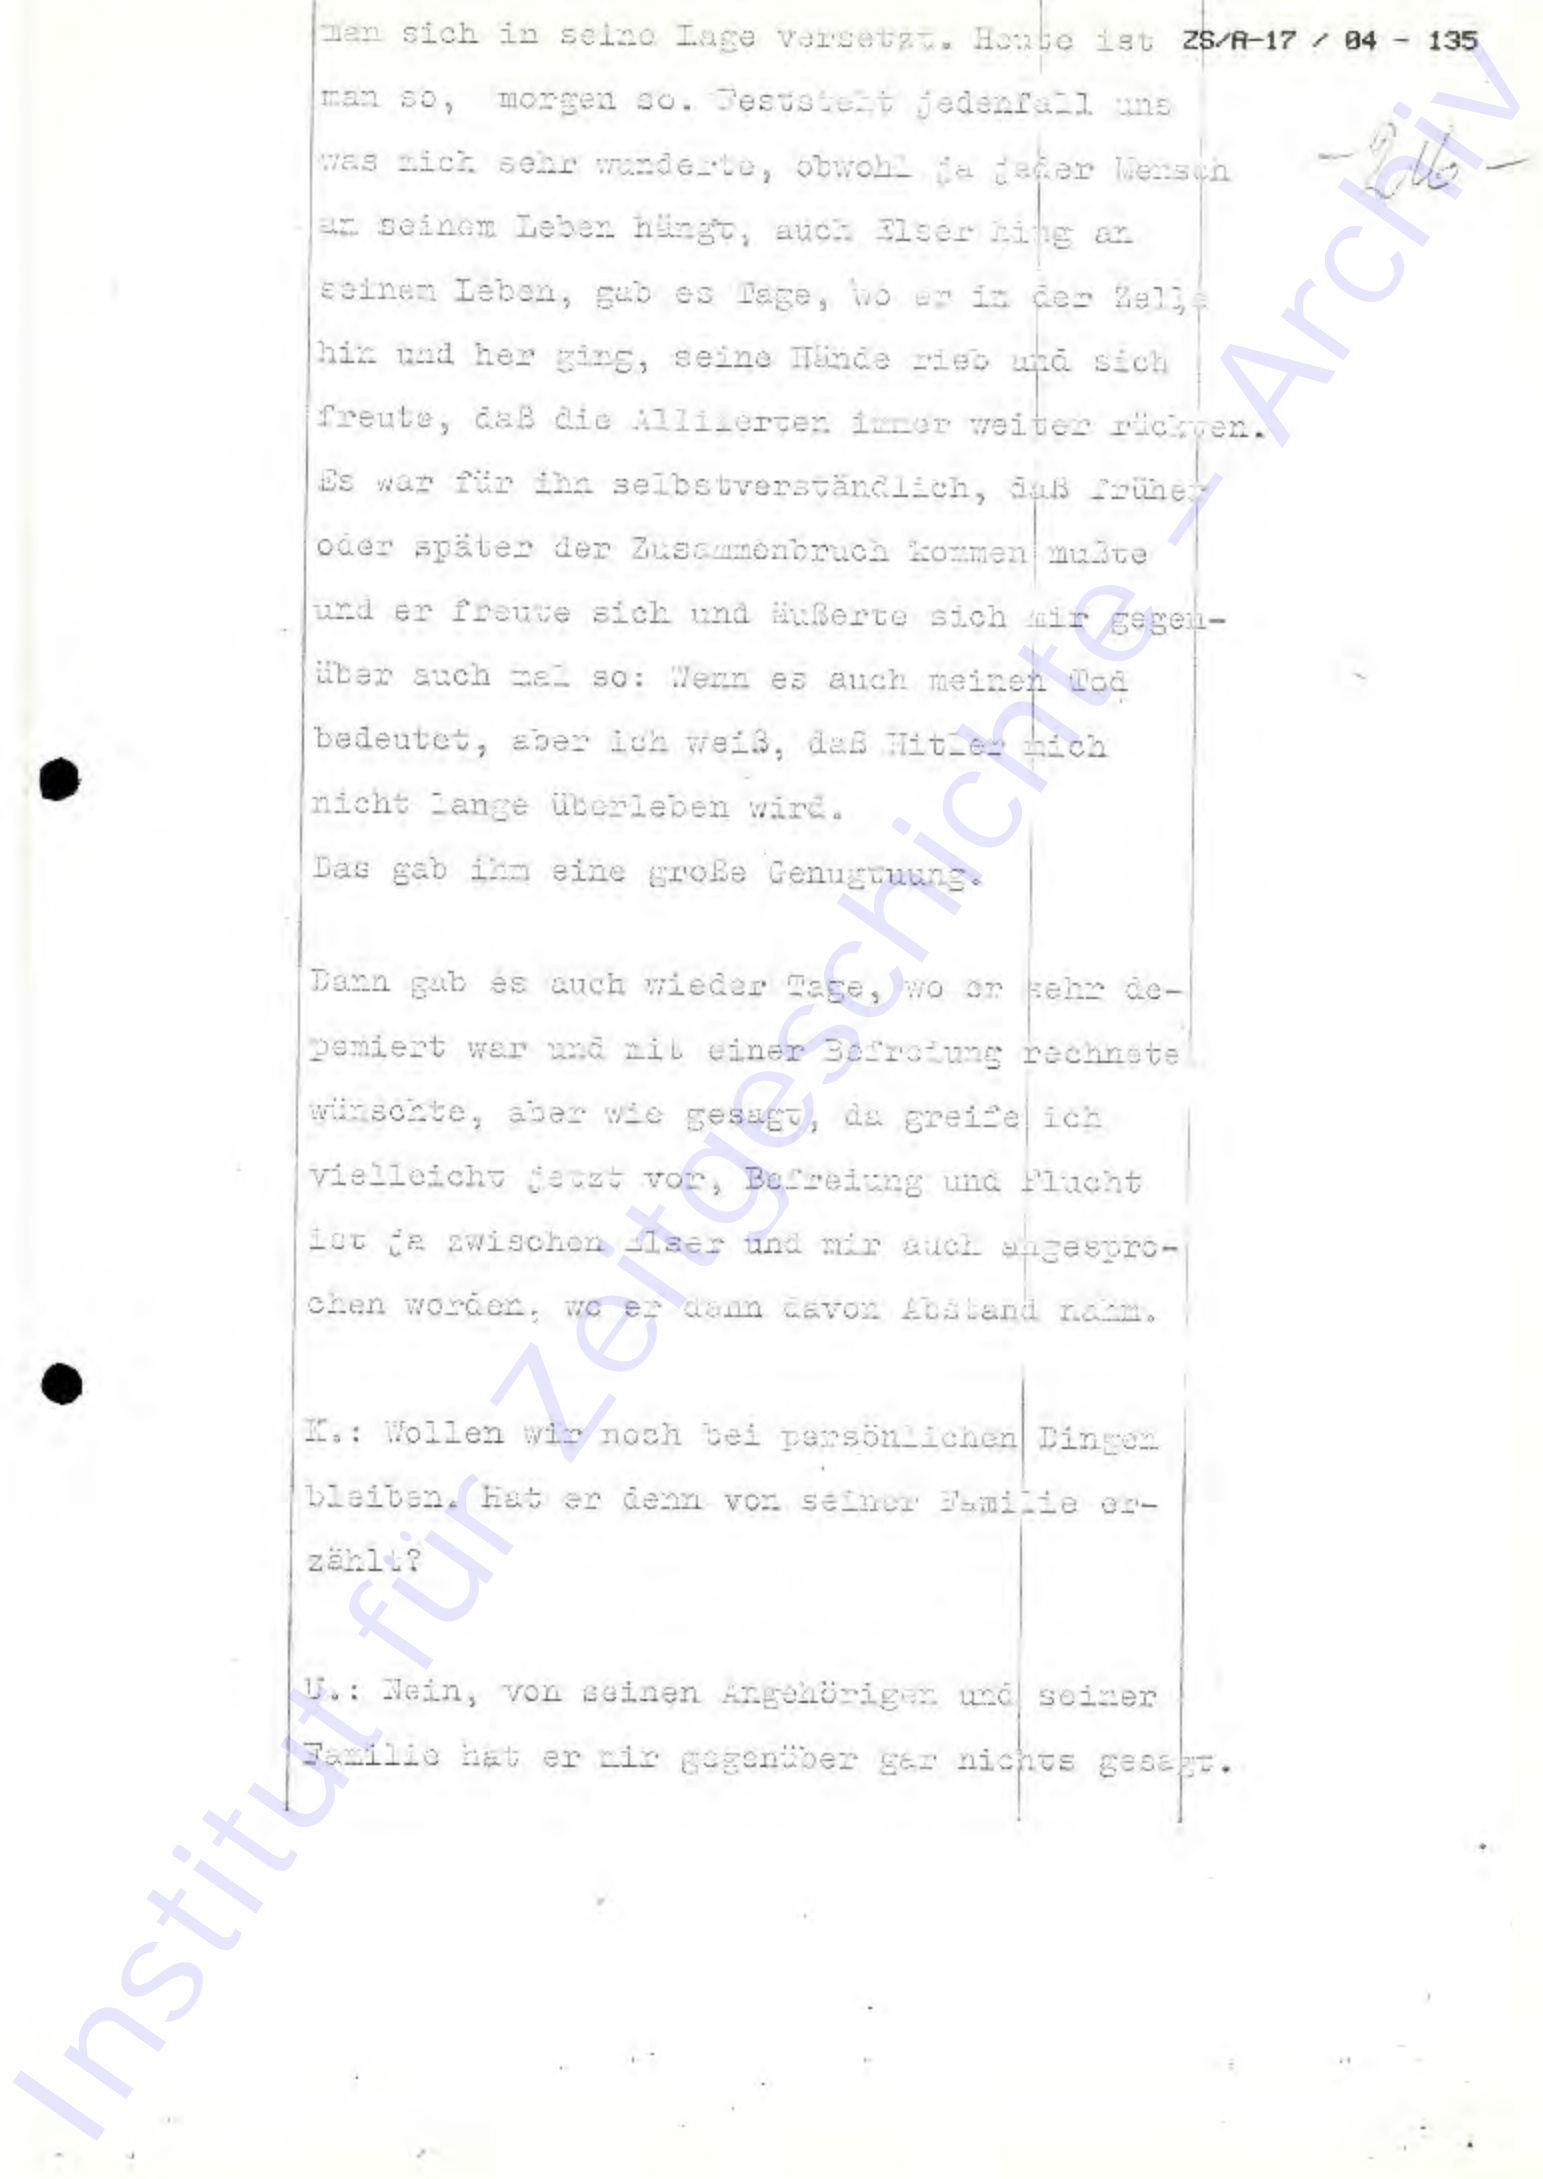 man sich in seine Lage versetzt. Heute ist ZS/A-17 / 04 - 135
man so, morgen so. Feststeht jedenfall uns
- 26 -
was mich sehr wunderte, obwohl ja jeder Mensch
an seinem Leben hängt, auch Elser hing an
seinem Leben, gab es Tage, wo er in der Zelle
hin und her ging, seine Hände rieb und sich
freute, daß die Alliierten immer weiter rückten.
Es war für ihn selbstverständlich, daß früher
oder später der Zusammenbruch kommen mußte
und er freute sich und äußerte sich mir gegen-
über auch mal so: Wenn es auch meinen Tod
bedeutet, aber ich weiß, daß Hitler mich
nicht lange überleben wird.
Das gab ihm eine große Genugtuung.
Dann gab es auch wieder Tage, wo er sehr de-
pemiert war und mit einer Befreiung rechnete
wünschte, aber wie gesagt, da greife ich
vielleicht jetzt vor, Befreiung und Flucht
ist ja zwischen Elser und mir auch angespro-
chen worden, wo er dann davon Abstand nahm.
K.: Wollen wir noch bei persönlichen Dingen
bleiben. Hat er denn von seiner Familie er-
zählt?
U.: Nein, von seinen Angehörigen und seiner
Familie hat er mir gegenüber gar nichts gesagt.
Institut für Zeitgeschichte - Archiv